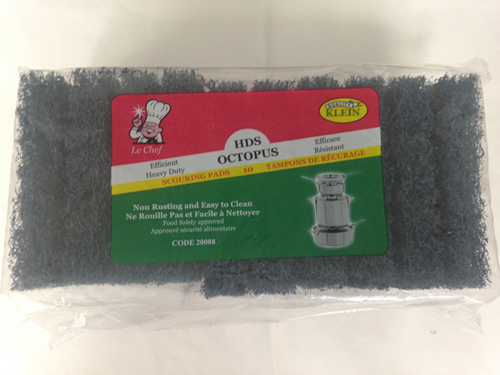 Le Chef
QUALITY
KLEIN
HDS
OCTOPUS
Efficient
Heavy Duty
Efficace
Résistant
SCOURING PADS 10 TAMPONS DE RÉCURAGE
Non Rusting and Easy to Clean
Ne Rouille Pas et Facile à Nettoyer
Food Safety approved
Approuvé sécurité alimentaire
CODE 20088